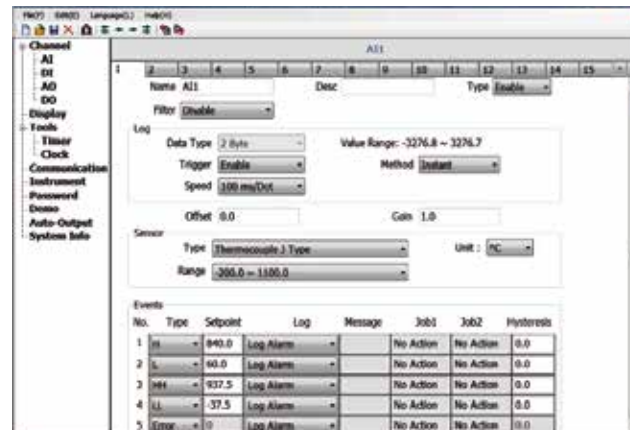 File(F) Edit(E) Language(L) Help(H)
Channel
AI
DI
AO
DO
Display
Tools
Timer
Clock
Communication
Instrument
Password
Demo
Auto-Output
System Info
AI1
1 2 3 4 5 6 7 8 9 10 11 12 13 14 15
Name AI1 Desc Type Enable
Filter Disable
Log
Data Type 2 Byte Value Range: -3276.8 ~ 3276.7
Trigger Enable Method Instant
Speed 100 ms/Dot
Offset 0.0 Gain 1.0
Sensor
Type Thermocouple J Type Unit : °C
Range -200.0 ~ 1100.0
Events
No. Type Setpoint Log Message Job1 Job2 Hysteresis
1 H 840.0 Log Alarm No Action No Action 0.0
2 L 60.0 Log Alarm No Action No Action 0.0
3 HH 937.5 Log Alarm No Action No Action 0.0
4 LL -37.5 Log Alarm No Action No Action 0.0
5 Error 0 Log Alarm No Action No Action 0.0